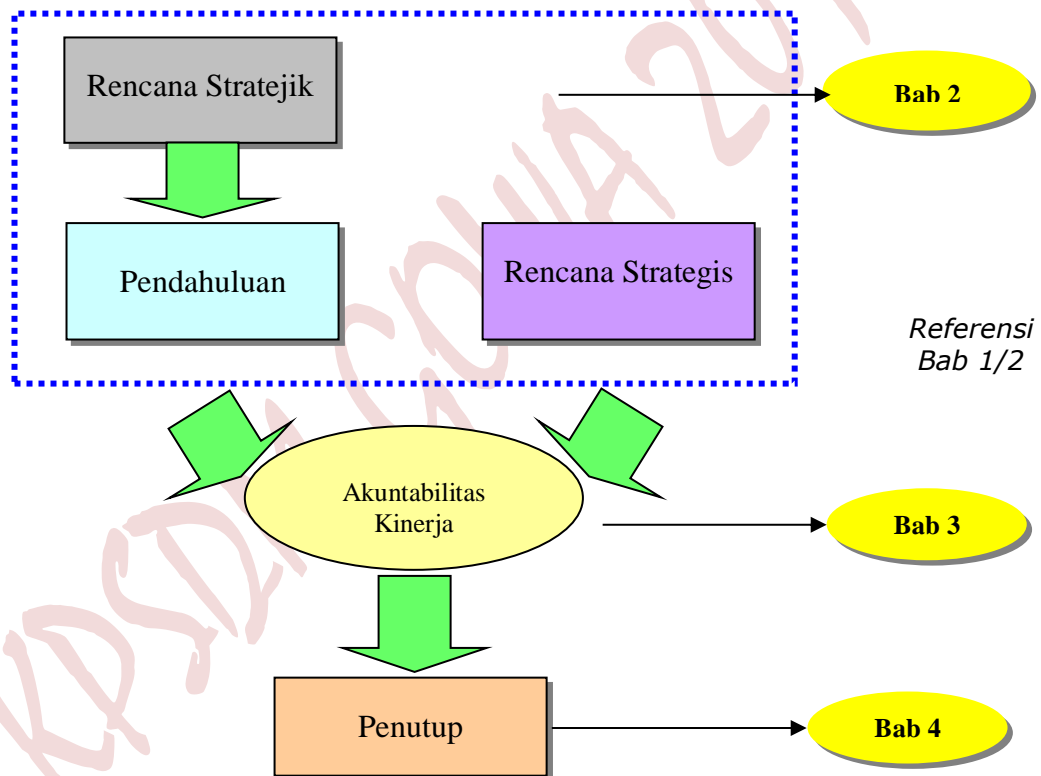 Rencana Stratejik
Bab 2
Pendahuluan
Rencana Strategis
Referensi
Bab 1/2
Akuntabilitas
Kinerja
Bab 3
Penutup
Bab 4